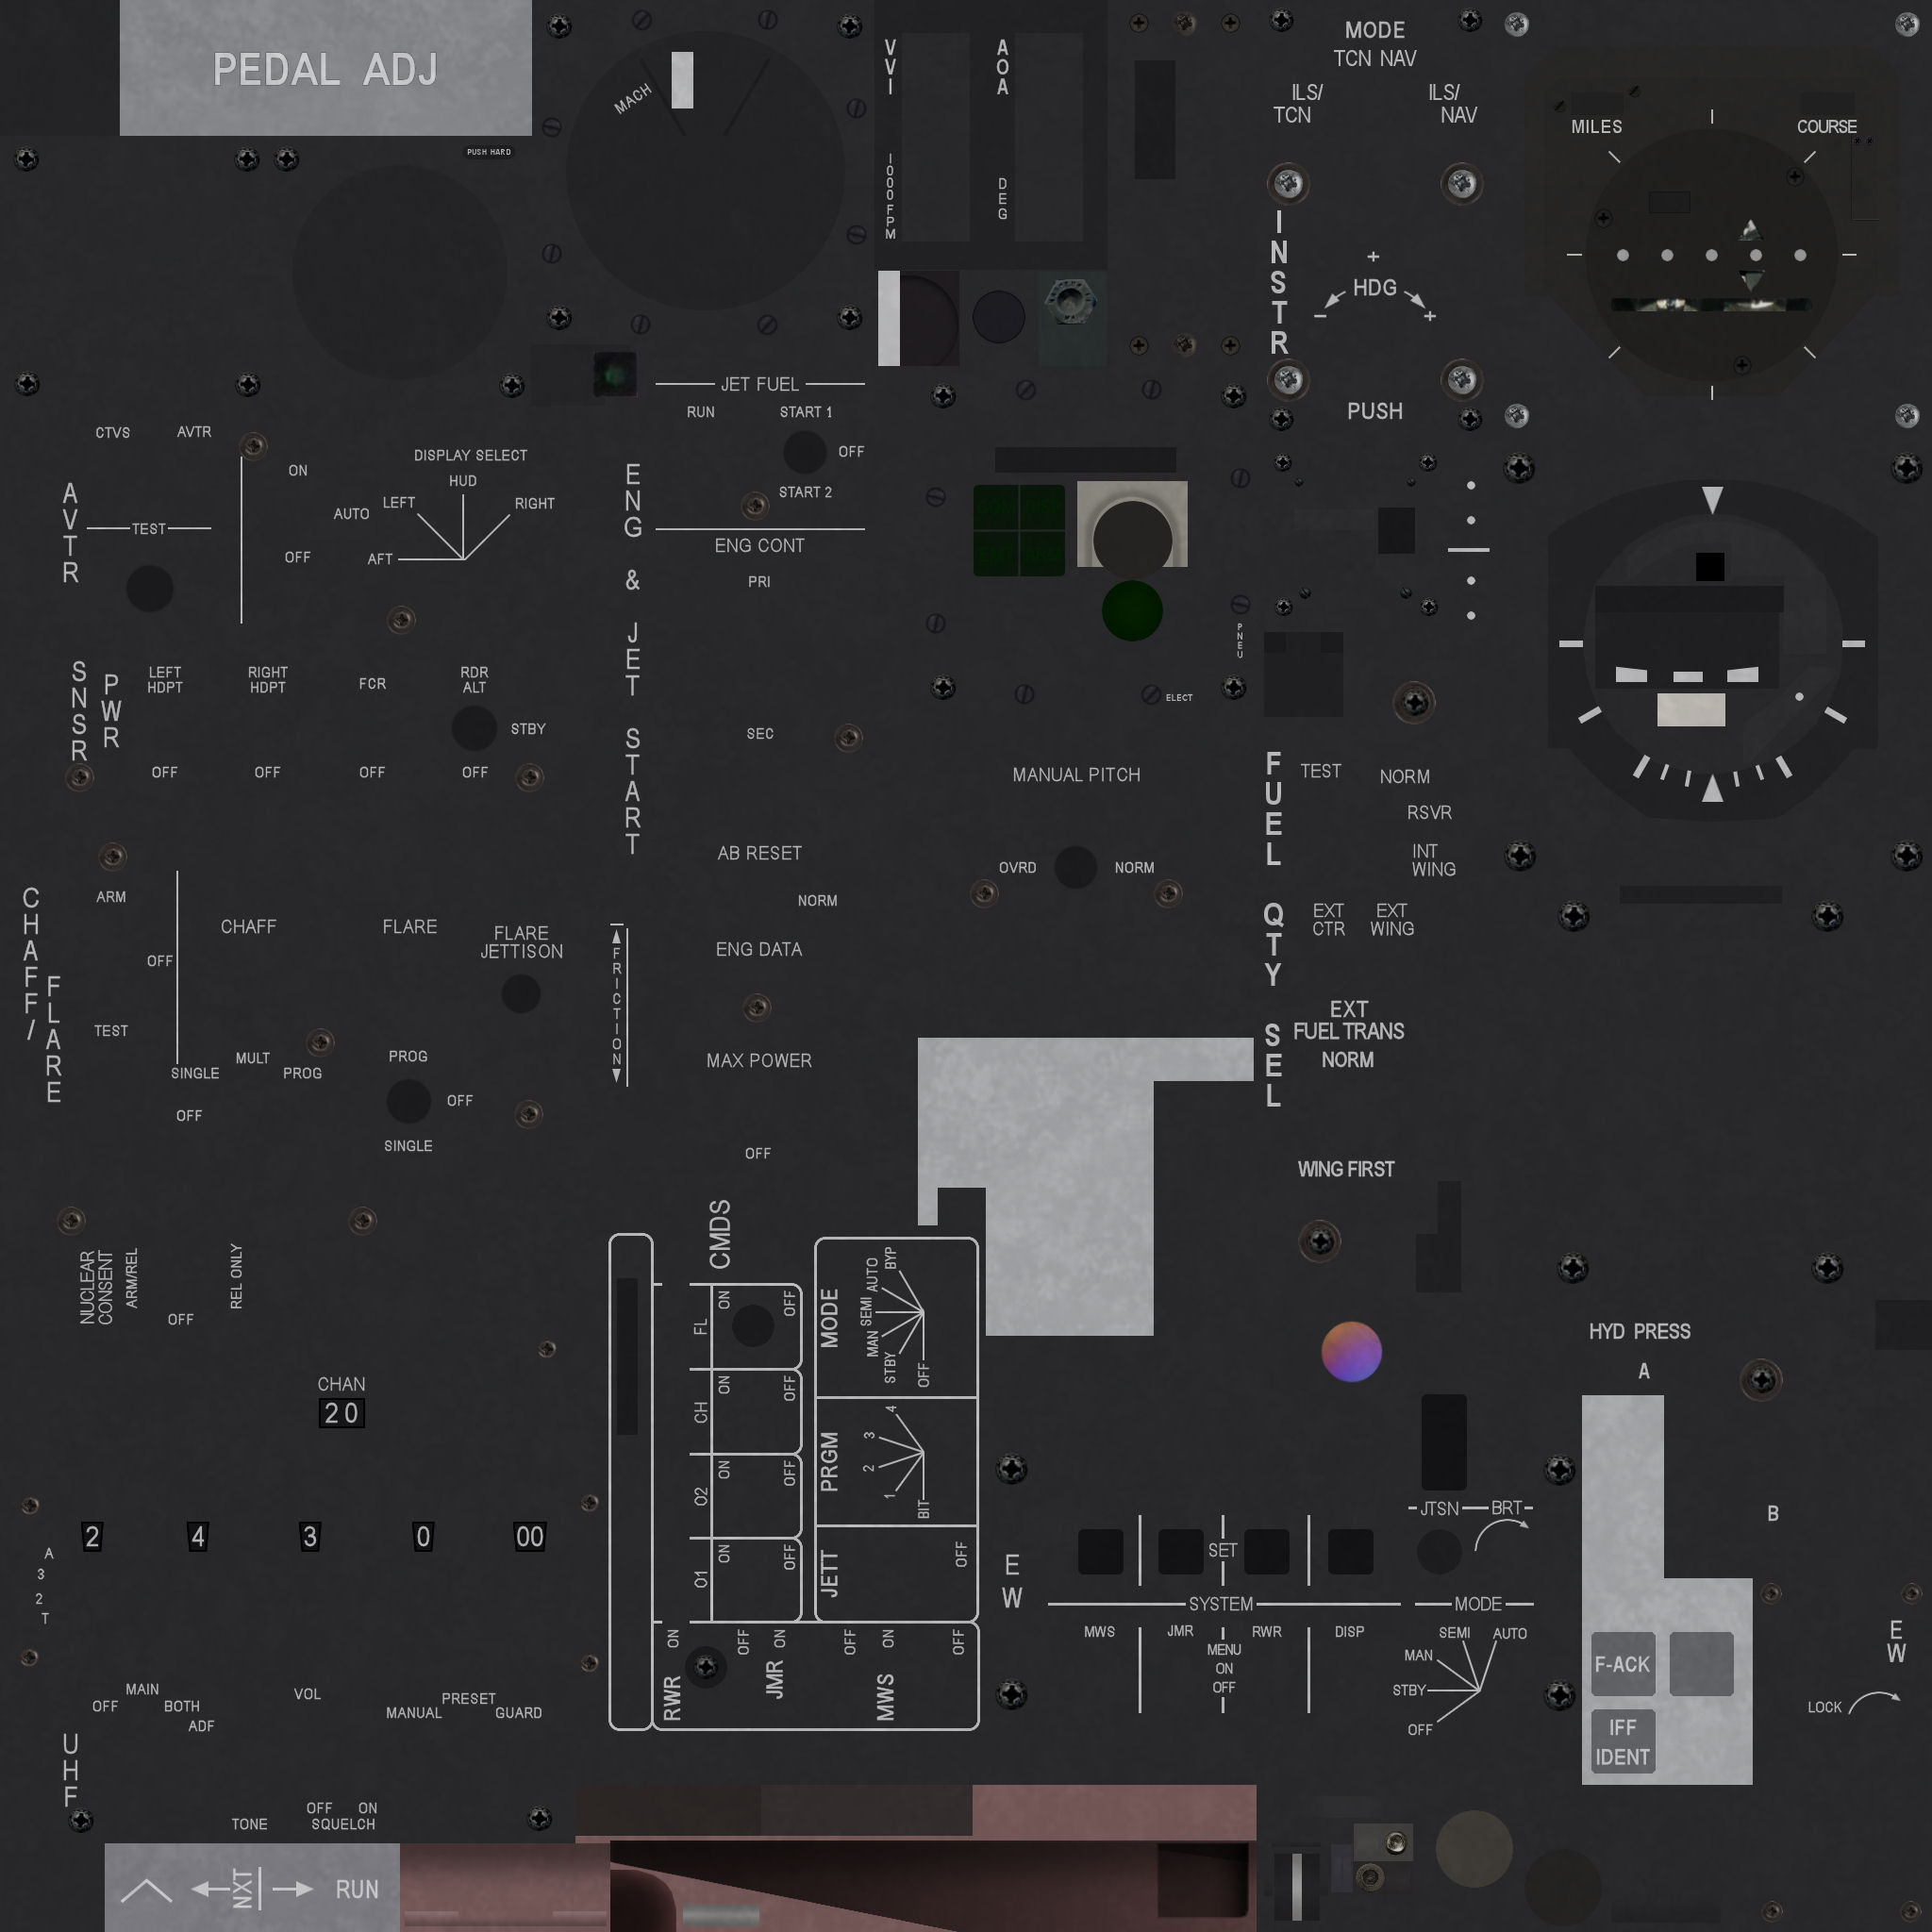 PEDAL ADJ
PUSH HARD
MACH
VVI
1000 FPM
AOA
DEG
MODE
TCN NAV
ILS/
TCN
ILS/
NAV
INSTR
HDG
+
- +
PUSH
MILES
COURSE
JET FUEL
RUN
START 1
OFF
START 2
ENG & JET START
ENG CONT
PRI
SEC
AB RESET
NORM
ENG DATA
MAX POWER
OFF
FRICTION
CTVS
AVTR
AVTR
TEST
ON
OFF
DISPLAY SELECT
HUD
LEFT
RIGHT
AUTO
AFT
SNSR
PWR
LEFT
HDPT
RIGHT
HDPT
FCR
RDR
ALT
STBY
OFF
OFF
OFF
OFF
CHAFF/
FLARE
ARM
OFF
TEST
CHAFF
FLARE
FLARE
JETTISON
SINGLE
MULT
PROG
OFF
PROG
OFF
SINGLE
PNEU
ELECT
MANUAL PITCH
OVRD
NORM
FUEL QTY SEL
TEST
NORM
RSVR
INT
WING
EXT
CTR
EXT
WING
EXT
FUEL TRANS
NORM
WING FIRST
NUCLEAR
CONSENT
ARM/REL
OFF
REL ONLY
CHAN
20
2 4 3 0 00
A
3
2
T
OFF
MAIN
BOTH
ADF
VOL
MANUAL
PRESET
GUARD
UHF
TONE
OFF ON
SQUELCH
CMDS
FL
ON
OFF
CH
ON
OFF
O2
ON
OFF
O1
ON
OFF
MODE
BYP
AUTO
SEMI
MAN
STBY
OFF
PRGM
4
3
2
1
BIT
JETT
OFF
RWR
ON
OFF
JMR
ON
OFF
MWS
ON
OFF
EW
SET
SYSTEM
MWS
JMR
RWR
DISP
MENU
ON
OFF
JTSN
BRT
MODE
SEMI
AUTO
MAN
STBY
OFF
HYD PRESS
A
B
F-ACK
IFF
IDENT
EW
LOCK
NXT
RUN